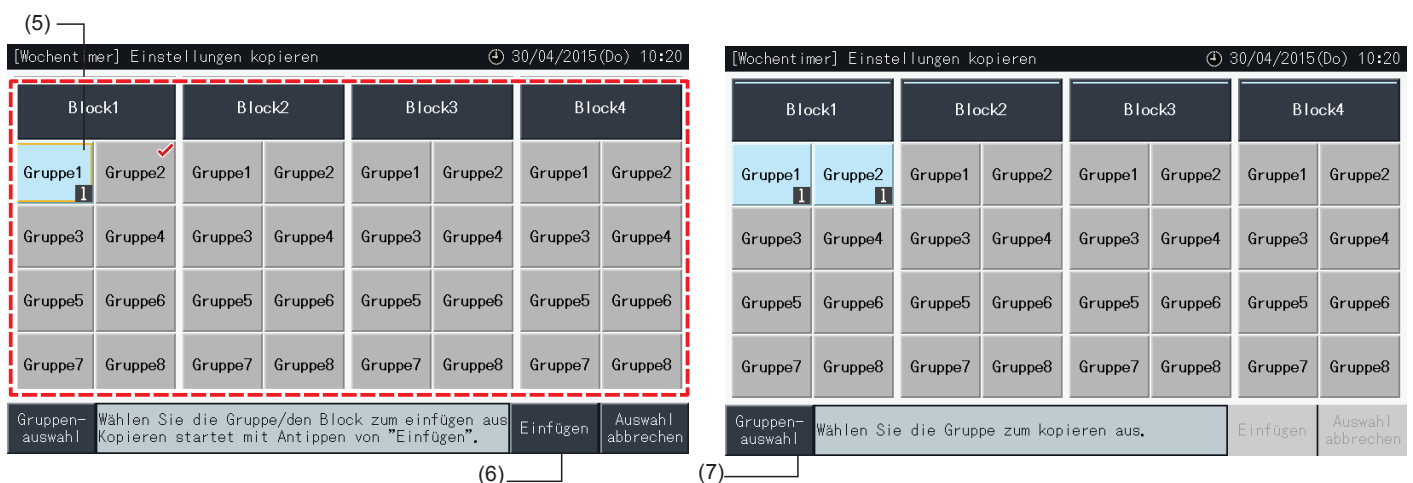 (5)
[Wochentimer] Einstellungen kopieren 30/04/2015(Do) 10:20
Block1 Block2 Block3 Block4
Gruppe1 Gruppe2 Gruppe1 Gruppe2 Gruppe1 Gruppe2 Gruppe1 Gruppe2
1
Gruppe3 Gruppe4 Gruppe3 Gruppe4 Gruppe3 Gruppe4 Gruppe3 Gruppe4
Gruppe5 Gruppe6 Gruppe5 Gruppe6 Gruppe5 Gruppe6 Gruppe5 Gruppe6
Gruppe7 Gruppe8 Gruppe7 Gruppe8 Gruppe7 Gruppe8 Gruppe7 Gruppe8
Gruppen-
auswahl
Wählen Sie die Gruppe/den Block zum einfügen aus
Kopieren startet mit Antippen von "Einfügen".
Einfügen
Auswahl
abbrechen
(6)
[Wochentimer] Einstellungen kopieren 30/04/2015(Do) 10:20
Block1 Block2 Block3 Block4
Gruppe1 Gruppe2 Gruppe1 Gruppe2 Gruppe1 Gruppe2 Gruppe1 Gruppe2
1 1
Gruppe3 Gruppe4 Gruppe3 Gruppe4 Gruppe3 Gruppe4 Gruppe3 Gruppe4
Gruppe5 Gruppe6 Gruppe5 Gruppe6 Gruppe5 Gruppe6 Gruppe5 Gruppe6
Gruppe7 Gruppe8 Gruppe7 Gruppe8 Gruppe7 Gruppe8 Gruppe7 Gruppe8
Gruppen-
auswahl
Wählen Sie die Gruppe zum kopieren aus.
Einfügen
Auswahl
abbrechen
(7)